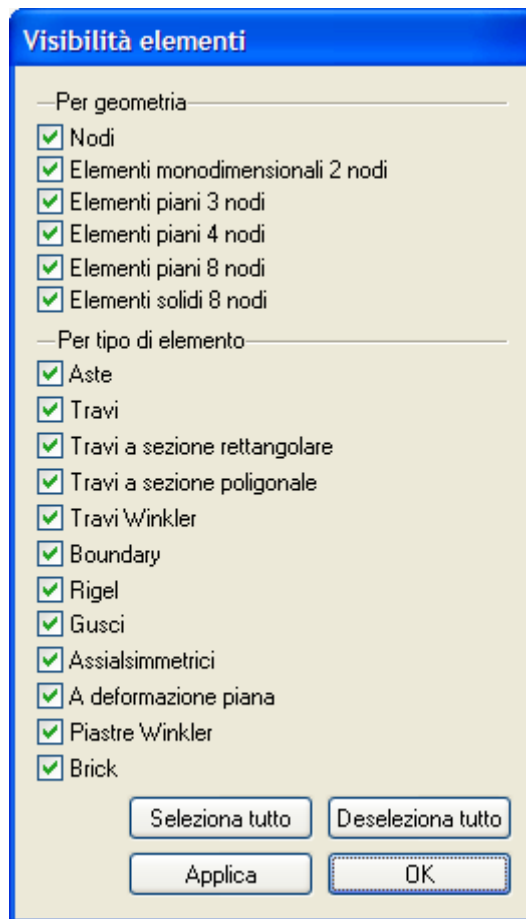 Visibilità elementi
Per geometria
Nodi
Elementi monodimensionali 2 nodi
Elementi piani 3 nodi
Elementi piani 4 nodi
Elementi piani 8 nodi
Elementi solidi 8 nodi
Per tipo di elemento
Aste
Travi
Travi a sezione rettangolare
Travi a sezione poligonale
Travi Winkler
Boundary
Rigel
Gusci
Assialsimmetrici
A deformazione piana
Piastre Winkler
Brick
Seleziona tutto Deseleziona tutto
Applica OK